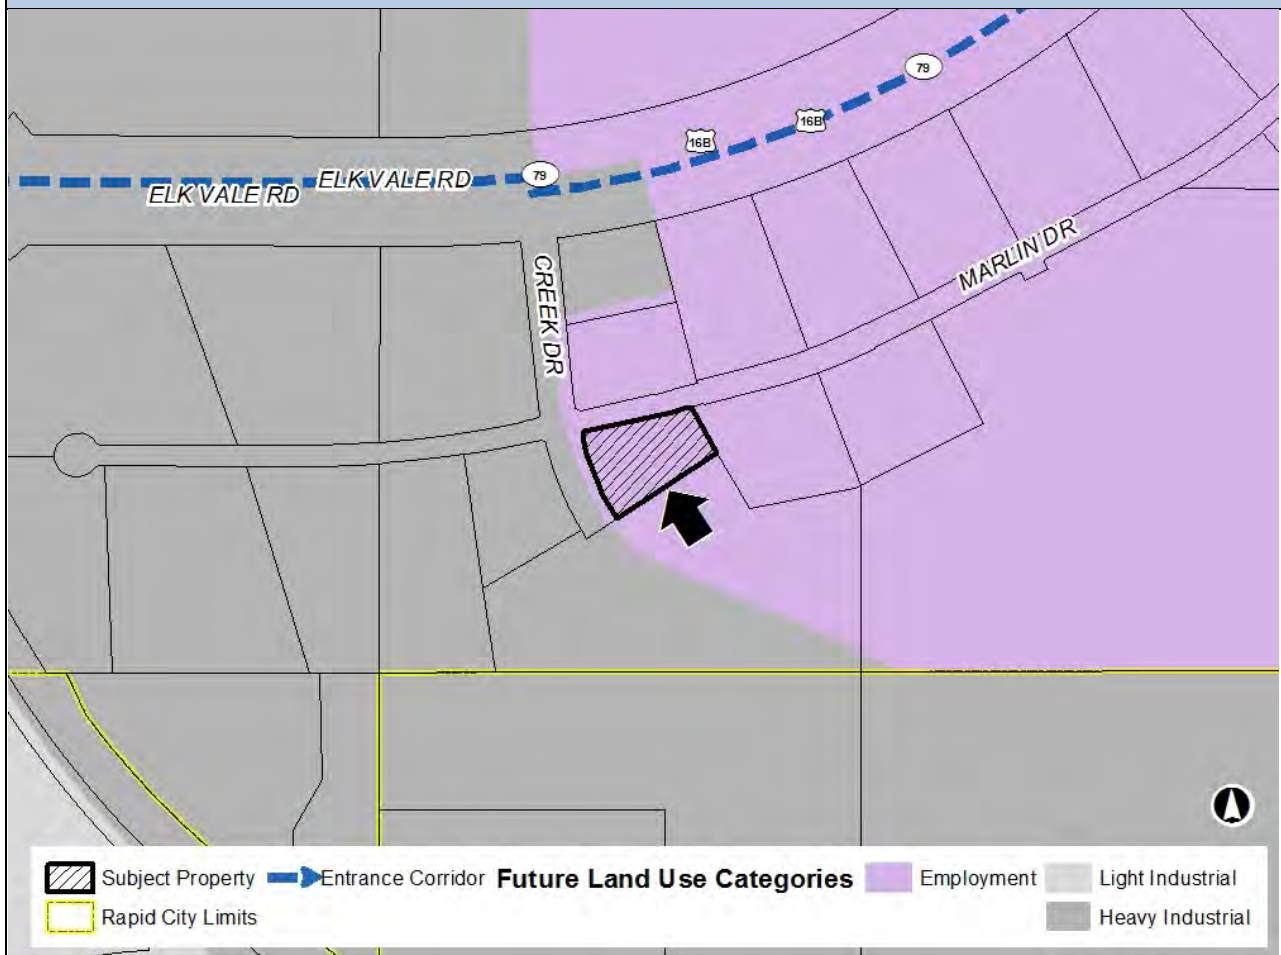 79
16B
16B
79
ELK VALE RD
ELK VALE RD
CREEK DR
MARLIN DR
Subject Property
Entrance Corridor
Future Land Use Categories
Employment
Light Industrial
Rapid City Limits
Heavy Industrial